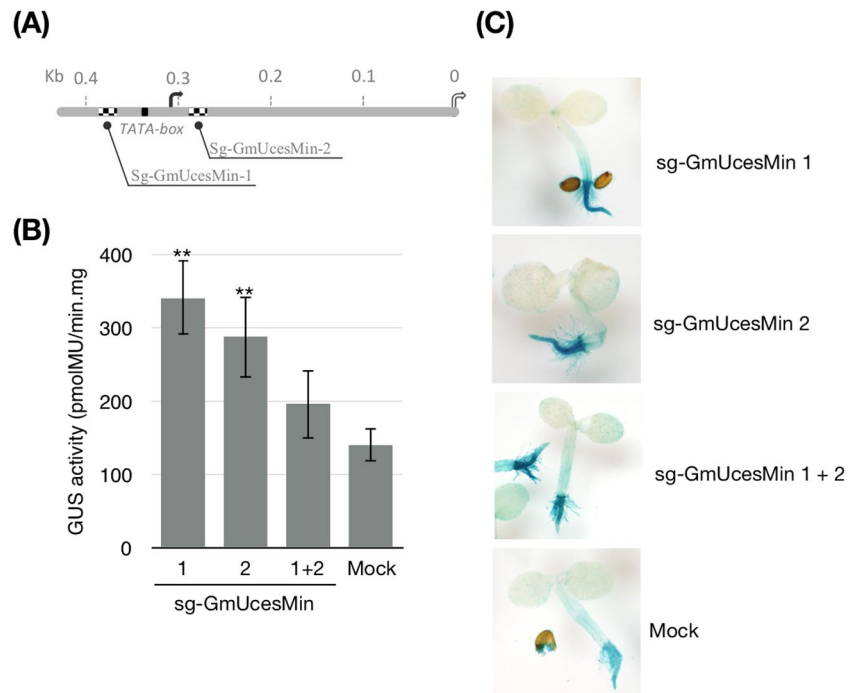 (A)
Kb 0.4 0.3 0.2 0.1 0
TATA-box
Sg-GmUcesMin-2
Sg-GmUcesMin-1
(B)
GUS activity (pmolMU/min.mg)
400
300
200
100
0
**
**
1 2 1+2 Mock
sg-GmUcesMin
(C)
sg-GmUcesMin 1
sg-GmUcesMin 2
sg-GmUcesMin 1 + 2
Mock